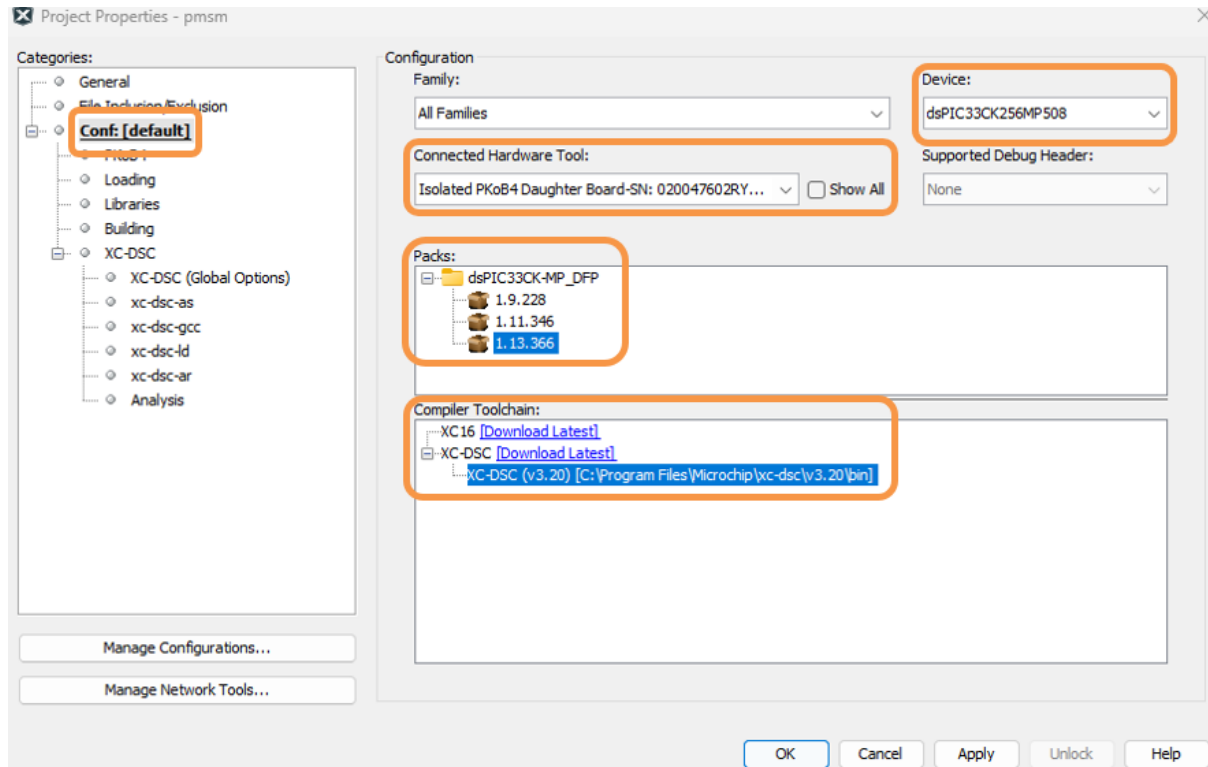 Project Properties - pmsm
Categories:
General
File Inclusion/Exclusion
Conf: [default]
PKoB4
Loading
Libraries
Building
XC-DSC
XC-DSC (Global Options)
xc-dsc-as
xc-dsc-gcc
xc-dsc-ld
xc-dsc-ar
Analysis
Manage Configurations...
Manage Network Tools...
Configuration
Family:
All Families
Device:
dsPIC33CK256MP508
Connected Hardware Tool:
Isolated PKoB4 Daughter Board-SN: 020047602RY...
Show All
Supported Debug Header:
None
Packs:
dsPIC33CK-MP_DFP
1.9.228
1.11.346
1.13.366
Compiler Toolchain:
XC16 [Download Latest]
XC-DSC [Download Latest]
XC-DSC (v3.20) [C:\Program Files\Microchip\xc-dsc\v3.20\bin]
OK
Cancel
Apply
Unlock
Help